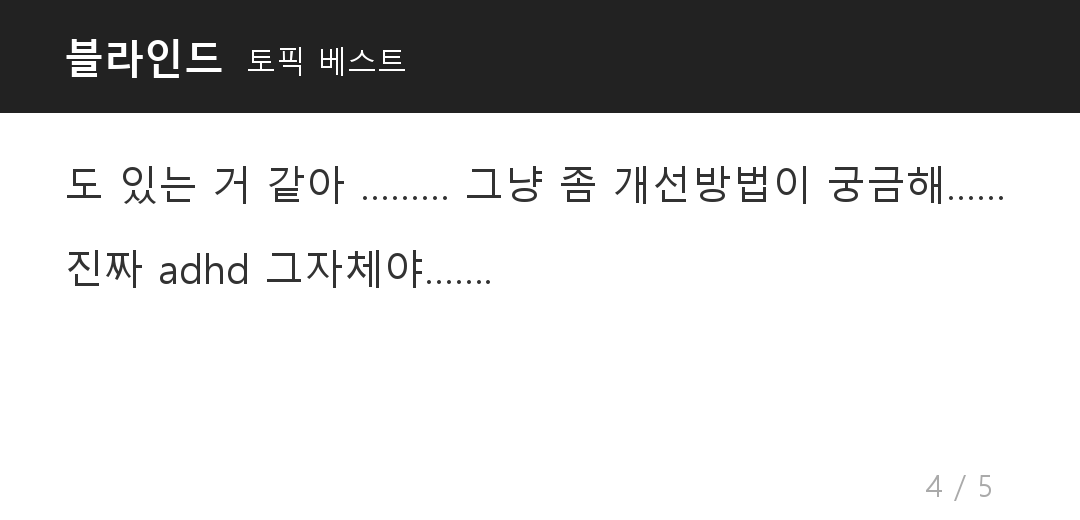 블라인드 토픽 베스트
도 있는 거 같아 ......... 그냥 좀 개선방법이 궁금해......
진짜 adhd 그자체야.......
4 / 5